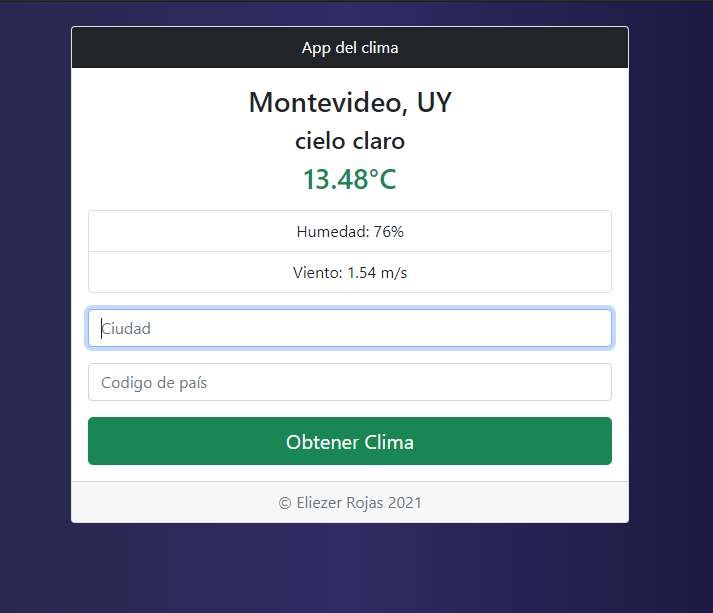 App del clima
Montevideo, UY
cielo claro
13.48°C
Humedad: 76%
Viento: 1.54 m/s
Ciudad
Codigo de país
Obtener Clima
© Eliezer Rojas 2021